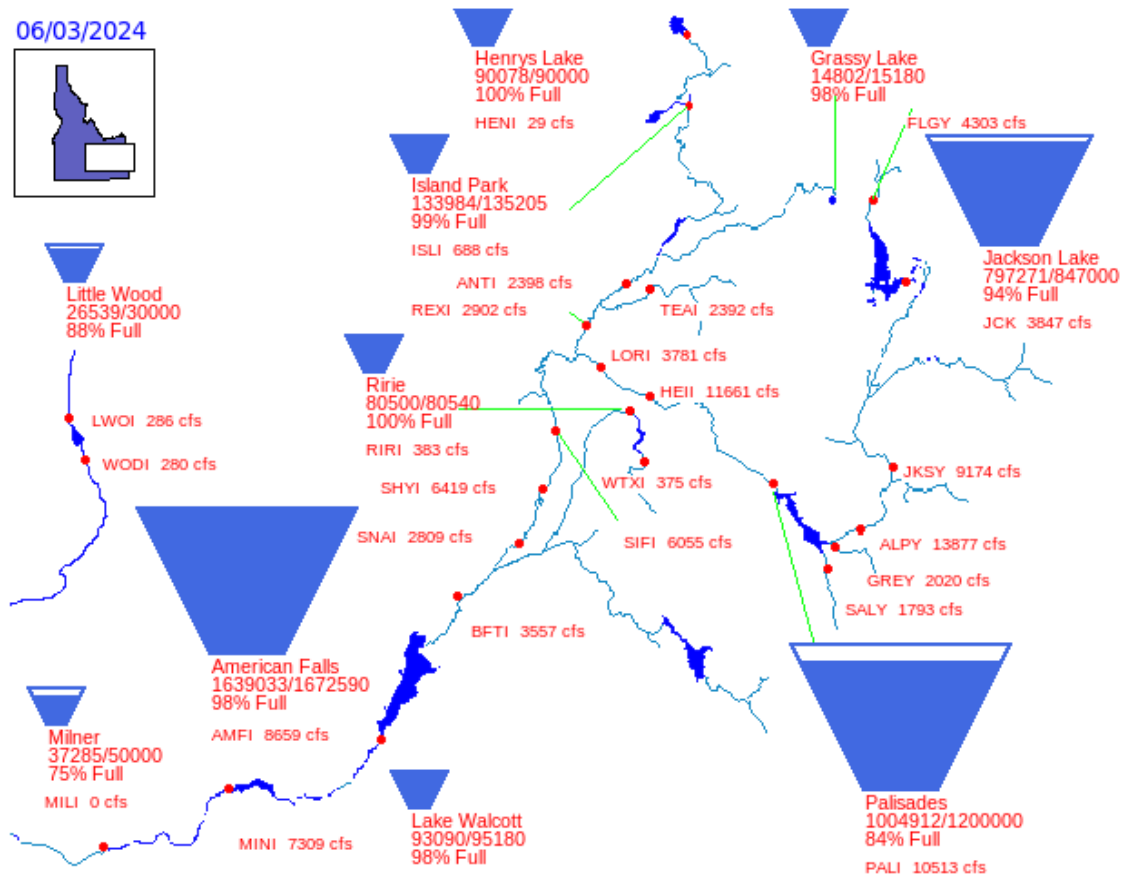 06/03/2024
Henrys Lake
90078/90000
100% Full
HENI 29 cfs
Grassy Lake
14802/15180
98% Full
FLGY 4303 cfs
Island Park
133984/135205
99% Full
ISLI 688 cfs
Jackson Lake
797271/847000
94% Full
JCK 3847 cfs
Little Wood
26539/30000
88% Full
ANTI 2398 cfs
REXI 2902 cfs
TEAI 2392 cfs
LORI 3781 cfs
HEII 11661 cfs
Ririe
80500/80540
100% Full
RIRI 383 cfs
LWOI 286 cfs
WODI 280 cfs
SHYI 6419 cfs
WTXI 375 cfs
JKSY 9174 cfs
SNAI 2809 cfs
SIFI 6055 cfs
ALPY 13877 cfs
GREY 2020 cfs
SALY 1793 cfs
BFTI 3557 cfs
American Falls
1639033/1672590
98% Full
AMFI 8659 cfs
Milner
37285/50000
75% Full
MILI 0 cfs
MINI 7309 cfs
Lake Walcott
93090/95180
98% Full
Palisades
1004912/1200000
84% Full
PALI 10513 cfs